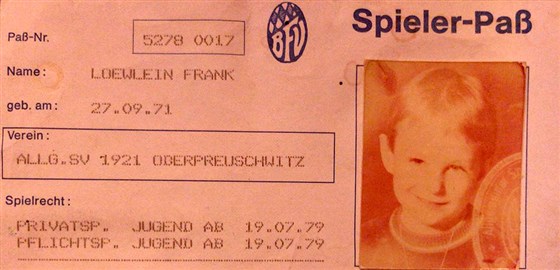 BFV
Spieler-Paß
Paß-Nr. 5278 0017
Name: LOEWLEIN FRANK
geb. am: 27.09.71
Verein:
ALLG.SV 1921 OBERPREUSCHWITZ
Spielrecht:
PRIVATSP. JUGEND AB 19.07.79
PFLICHTSP. JUGEND AB 19.07.79